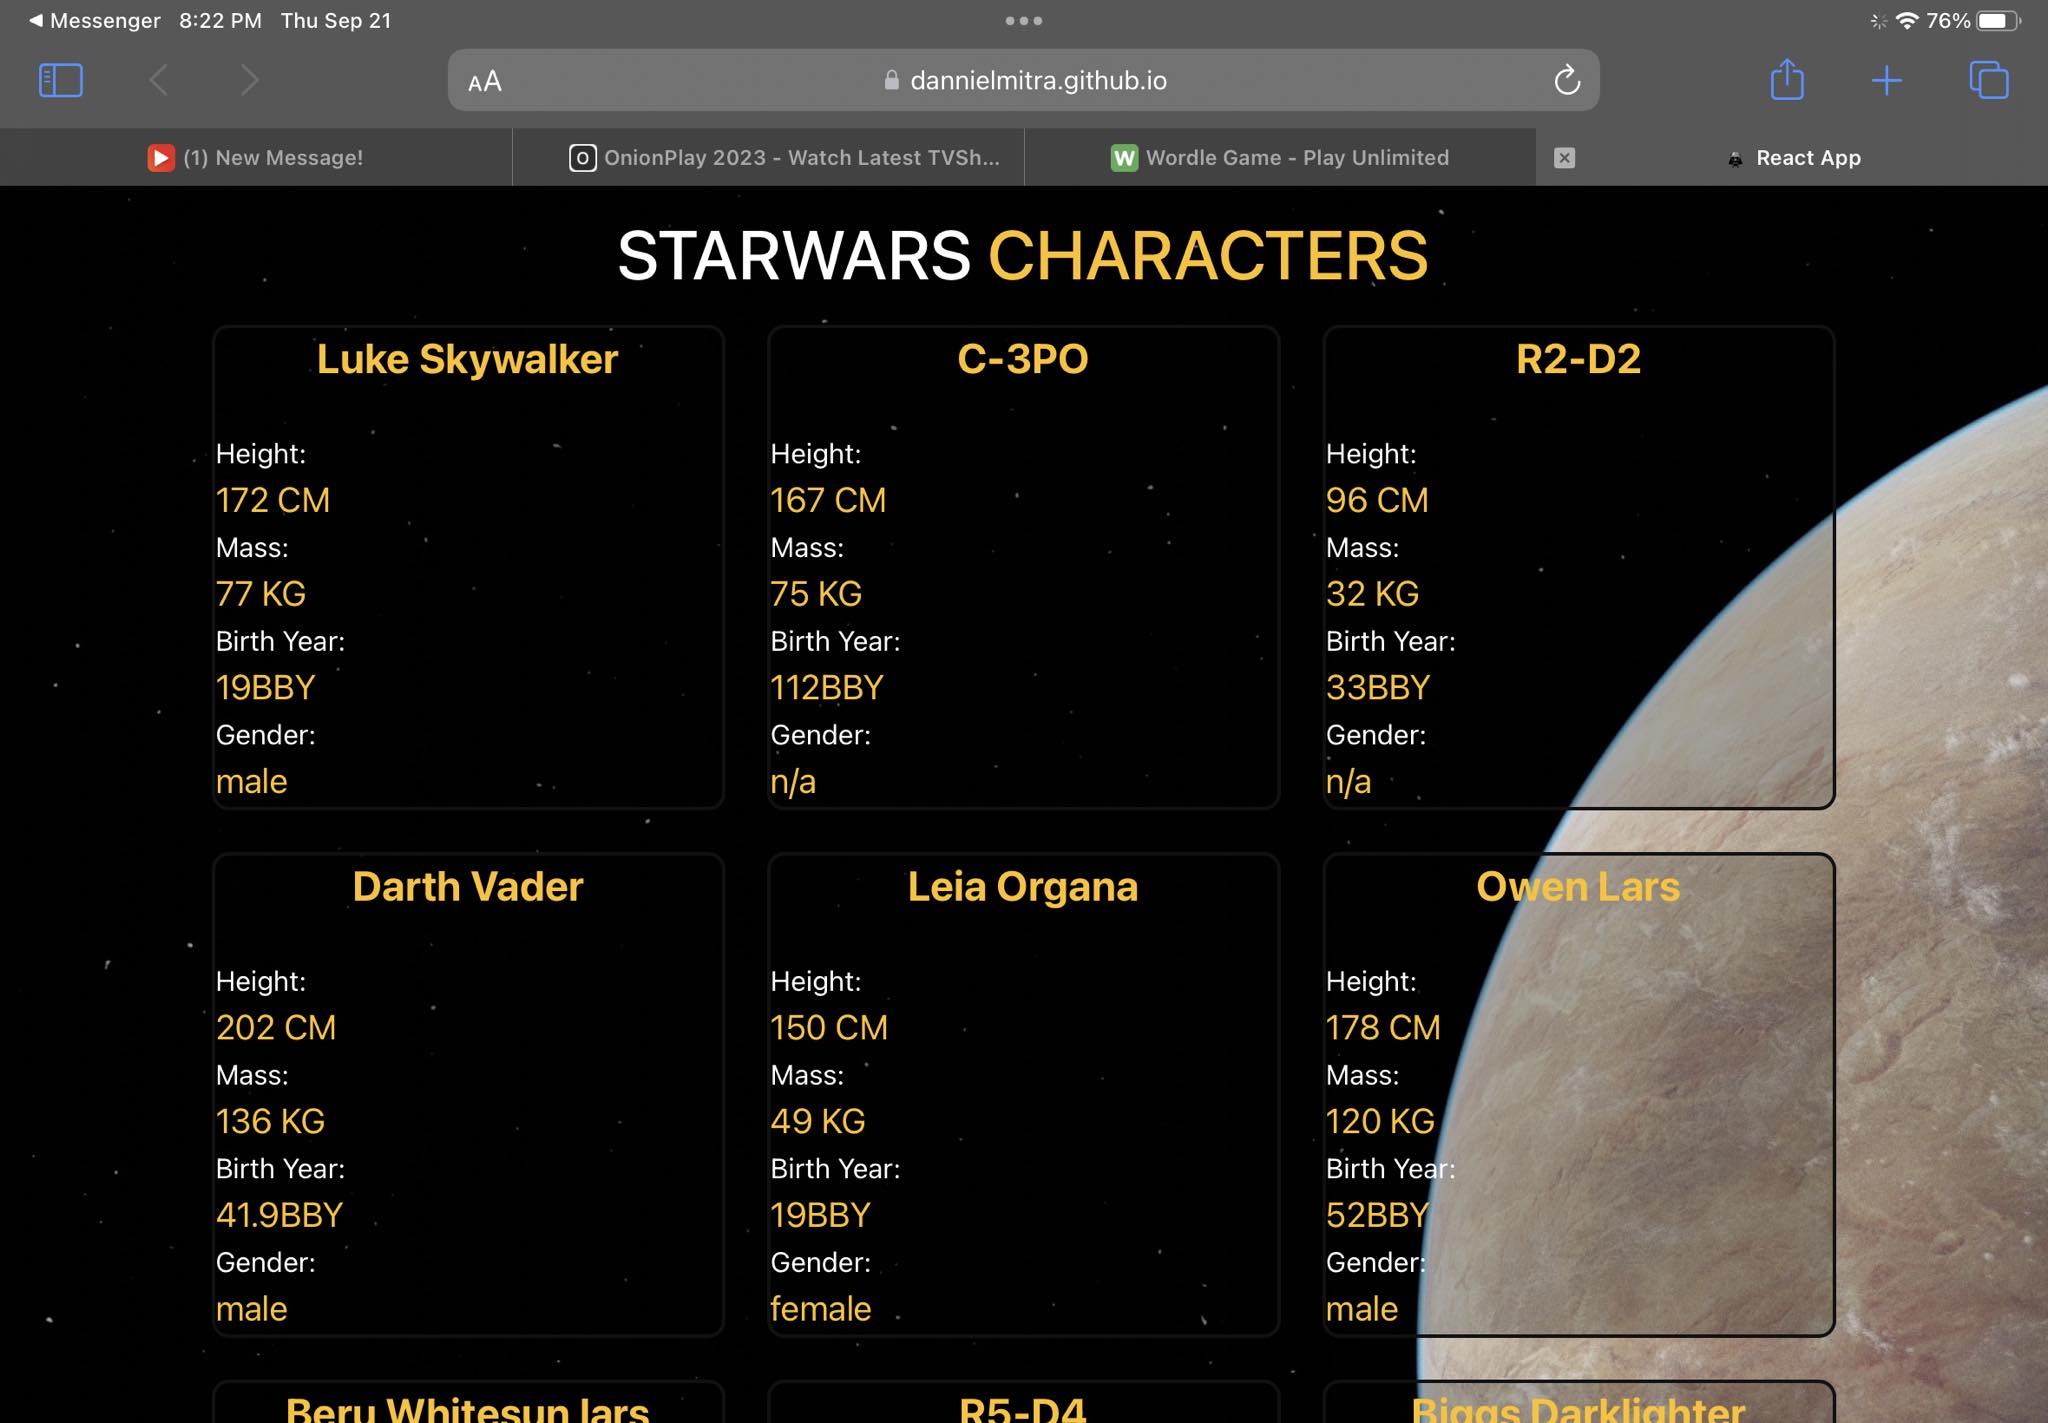 ◀ Messenger 8:22 PM Thu Sep 21 76%
AA dannielmitra.github.io
(1) New Message! O OnionPlay 2023 - Watch Latest TVSh... W Wordle Game - Play Unlimited React App
STARWARS CHARACTERS
Luke Skywalker
Height:
172 CM
Mass:
77 KG
Birth Year:
19BBY
Gender:
male
C-3PO
Height:
167 CM
Mass:
75 KG
Birth Year:
112BBY
Gender:
n/a
R2-D2
Height:
96 CM
Mass:
32 KG
Birth Year:
33BBY
Gender:
n/a
Darth Vader
Height:
202 CM
Mass:
136 KG
Birth Year:
41.9BBY
Gender:
male
Leia Organa
Height:
150 CM
Mass:
49 KG
Birth Year:
19BBY
Gender:
female
Owen Lars
Height:
178 CM
Mass:
120 KG
Birth Year:
52BBY
Gender:
male
Beru Whitesun lars
R5-D4
Biggs Darklighter